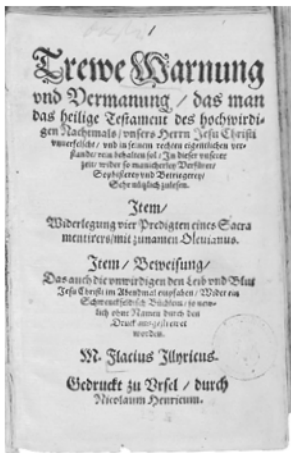 Trewe Warnung
vnd Vermanung / das man
das heilige Testament des hochwirdi-
gen Nachtmals / vnsers Herrn Jesu Christi
vnuerfelscht / vnd in seinem rechten eigentlichen ver-
stande / rein behalten sol / In dieser vnserer
zeit / wider so mancherley Verfürer /
Sophisterey vnd Betriegerey /
Sehr nützlich zulesen.
Item /
Widerlegung vier Predigten eines Sacra
mentirers / mit zunamen Oleuianus.
Item / Beweisung /
Das auch die vnwirdigen den Leib vnd Blut
Jesu Christi im Abendmal empfahen / Wider ein
Schwenckfeldisch Büchlein / so new-
lich ohne Namen durch den
Druck ausgestrewet
worden.
M. Flacius Illyricus.
Gedruckt zu Vrsel / durch
Nicolaum Henricum.